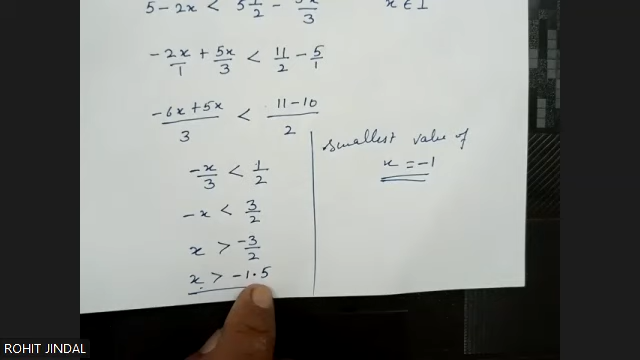 5 - 2x < 5 1/2 - 5x/3
x ∈ I
-2x/1 + 5x/3 < 11/2 - 5/1
(-6x + 5x)/3 < (11 - 10)/2
-x/3 < 1/2
-x < 3/2
x > -3/2
x > -1.5
Smallest value of
x = -1
ROHIT JINDAL